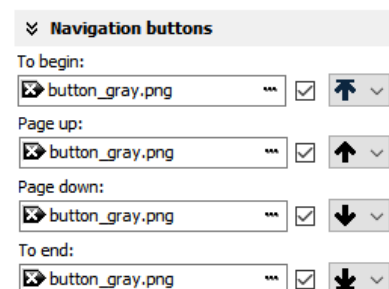 Navigation buttons
To begin:
button_gray.png ...
Page up:
button_gray.png ...
Page down:
button_gray.png ...
To end:
button_gray.png ...